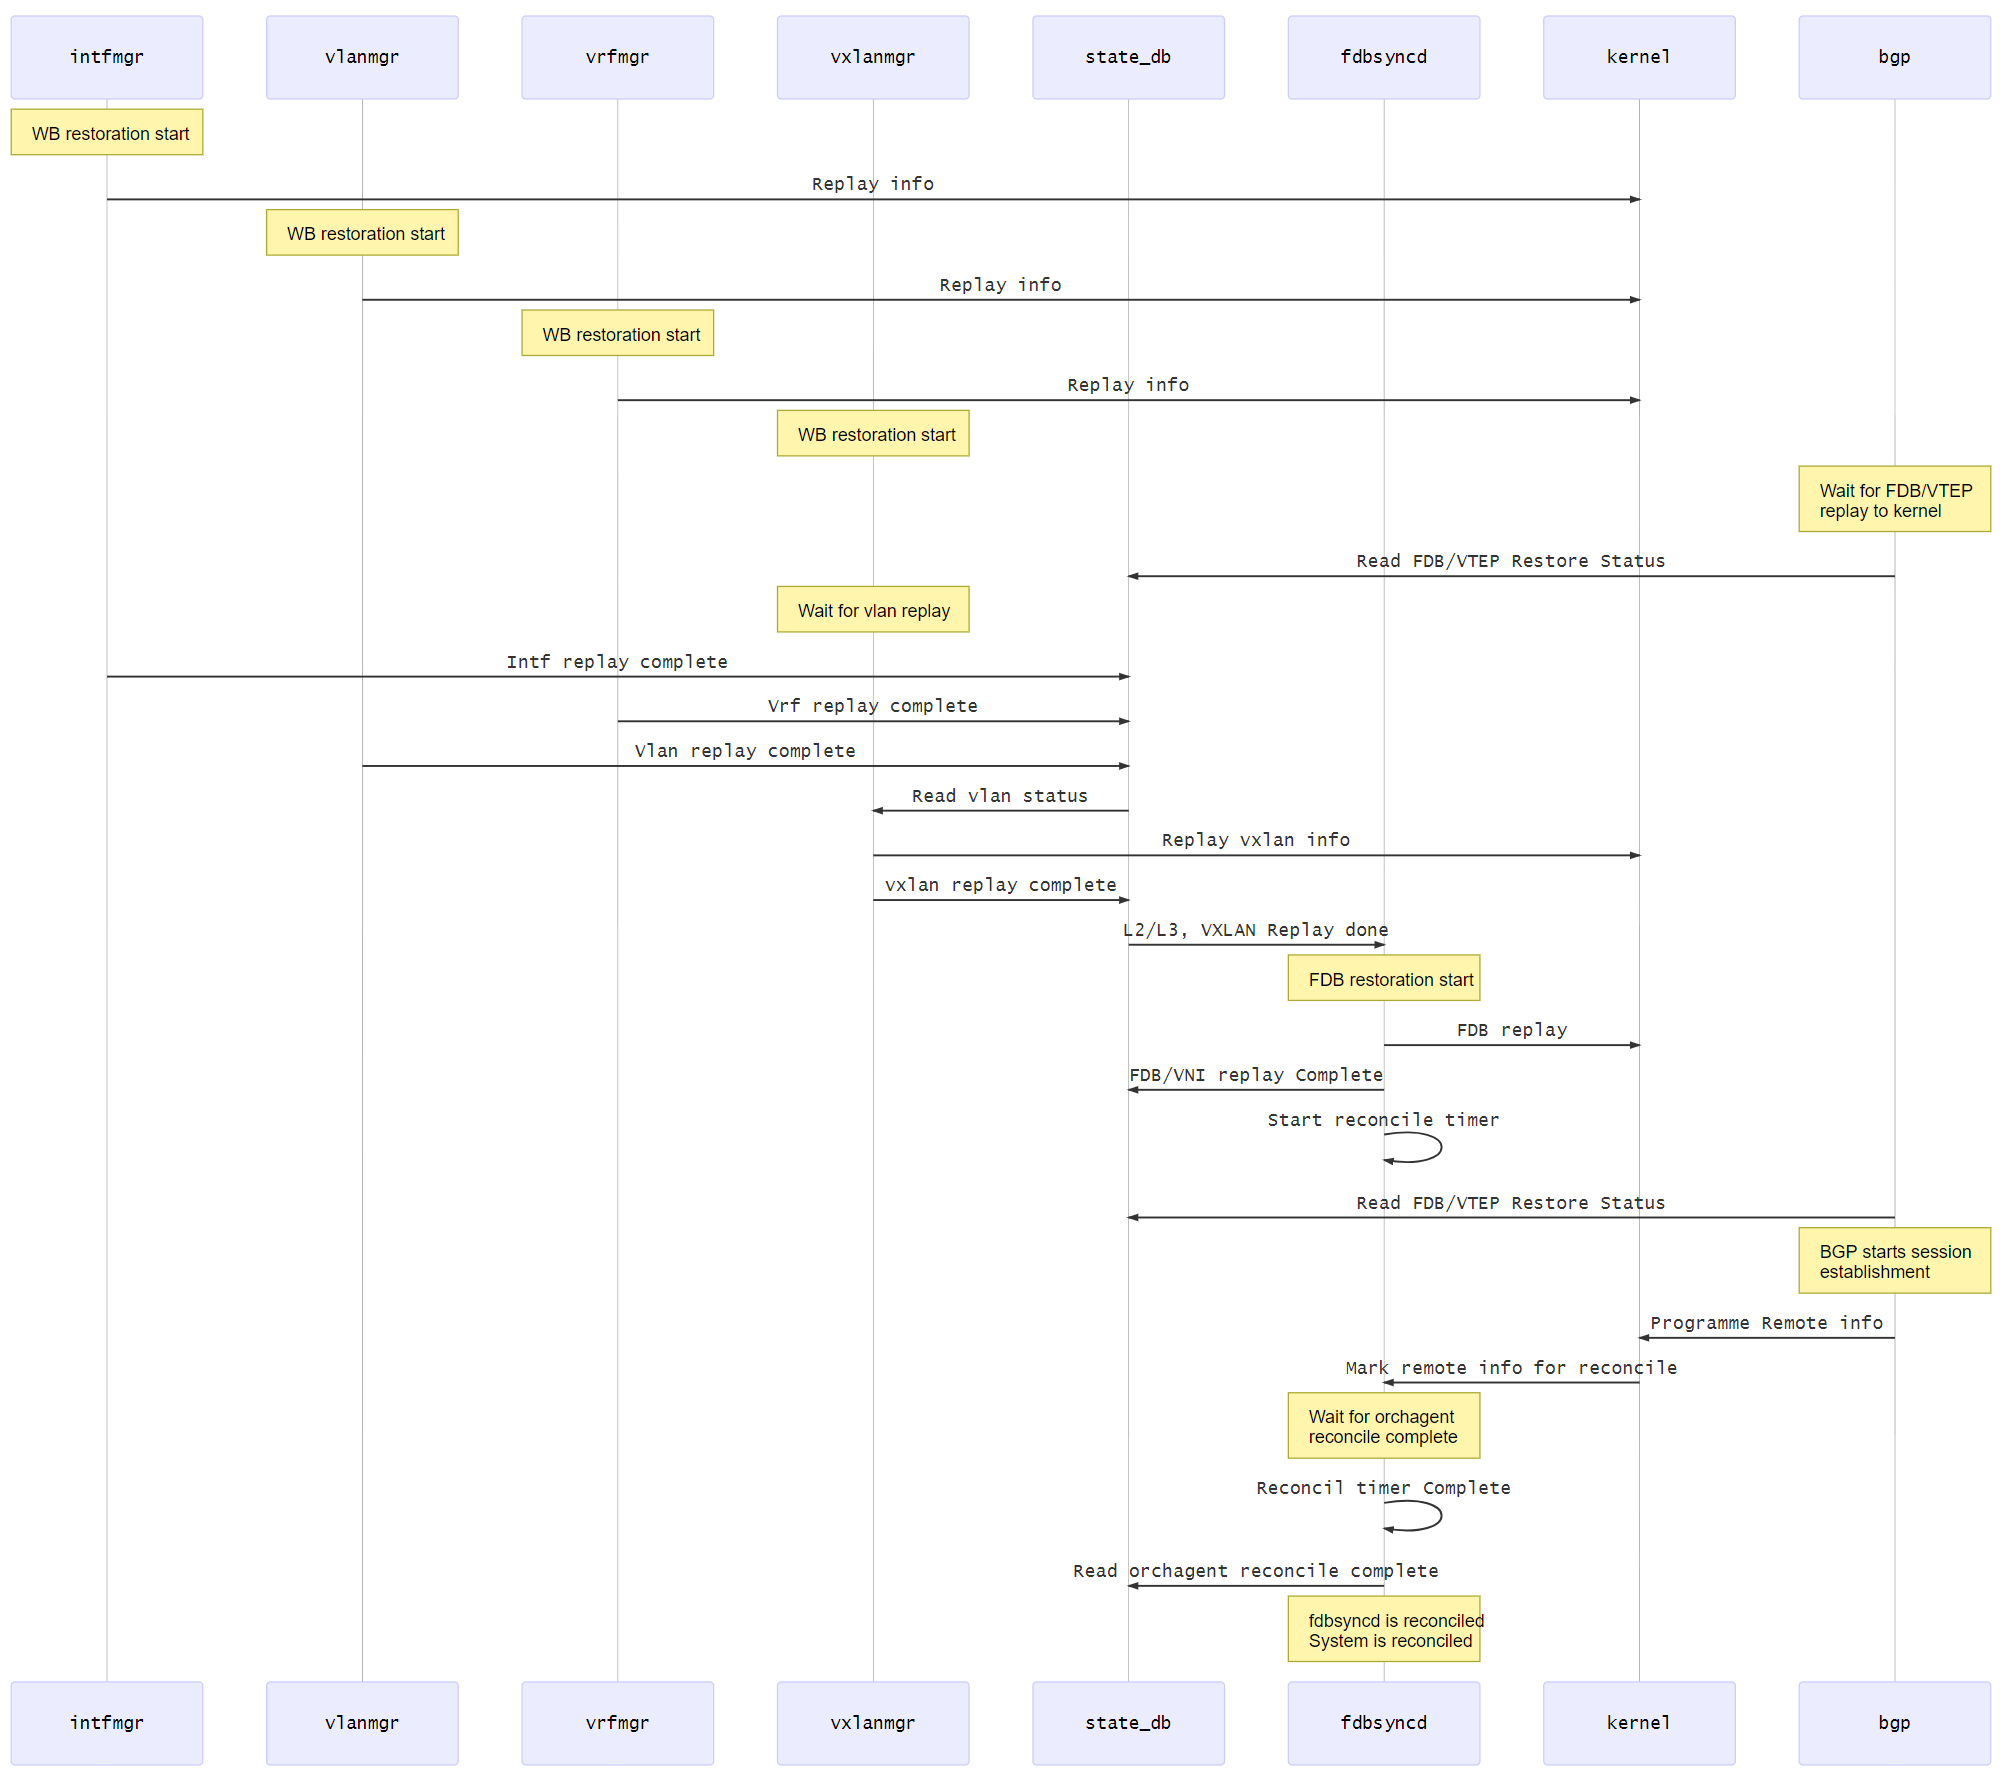 intfmgr
vlanmgr
vrfmgr
vxlanmgr
state_db
fdbsyncd
kernel
bgp
WB restoration start
Replay info
WB restoration start
Replay info
WB restoration start
Replay info
WB restoration start
Wait for FDB/VTEP
replay to kernel
Read FDB/VTEP Restore Status
Wait for vlan replay
Intf replay complete
Vrf replay complete
Vlan replay complete
Read vlan status
Replay vxlan info
vxlan replay complete
L2/L3, VXLAN Replay done
FDB restoration start
FDB replay
FDB/VNI replay Complete
Start reconcile timer
Read FDB/VTEP Restore Status
BGP starts session
establishment
Programme Remote info
Mark remote info for reconcile
Wait for orchagent
reconcile complete
Reconcil timer Complete
Read orchagent reconcile complete
fdbsyncd is reconciled
System is reconciled
intfmgr
vlanmgr
vrfmgr
vxlanmgr
state_db
fdbsyncd
kernel
bgp